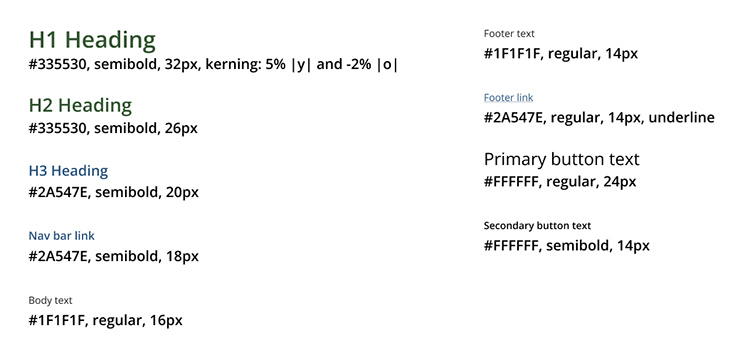 H1 Heading
#335530, semibold, 32px, kerning: 5% |y| and -2% |o|
H2 Heading
#335530, semibold, 26px
H3 Heading
#2A547E, semibold, 20px
Nav bar link
#2A547E, semibold, 18px
Body text
#1F1F1F, regular, 16px
Footer text
#1F1F1F, regular, 14px
Footer link
#2A547E, regular, 14px, underline
Primary button text
#FFFFFF, regular, 24px
Secondary button text
#FFFFFF, semibold, 14px